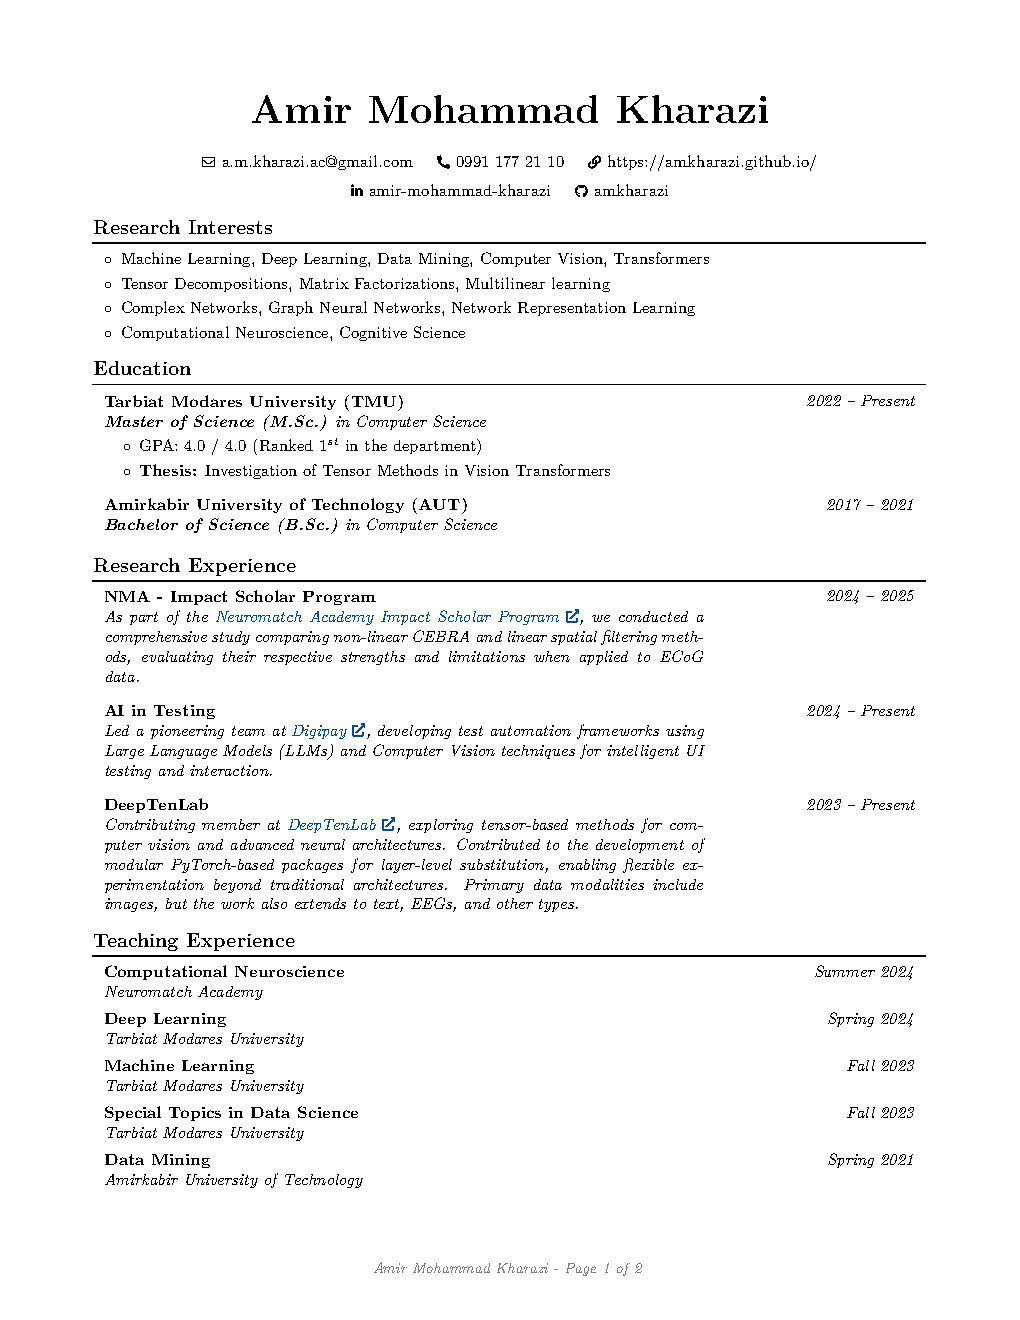 Amir Mohammad Kharazi
a.m.kharazi.ac@gmail.com 0991 177 21 10 https://amkharazi.github.io/
amir-mohammad-kharazi amkharazi
Research Interests
◦ Machine Learning, Deep Learning, Data Mining, Computer Vision, Transformers
◦ Tensor Decompositions, Matrix Factorizations, Multilinear learning
◦ Complex Networks, Graph Neural Networks, Network Representation Learning
◦ Computational Neuroscience, Cognitive Science
Education
Tarbiat Modares University (TMU) 2022 – Present
Master of Science (M.Sc.) in Computer Science
◦ GPA: 4.0 / 4.0 (Ranked 1st in the department)
◦ Thesis: Investigation of Tensor Methods in Vision Transformers
Amirkabir University of Technology (AUT) 2017 – 2021
Bachelor of Science (B.Sc.) in Computer Science
Research Experience
NMA - Impact Scholar Program 2024 – 2025
As part of the Neuromatch Academy Impact Scholar Program, we conducted a
comprehensive study comparing non-linear CEBRA and linear spatial filtering meth-
ods, evaluating their respective strengths and limitations when applied to ECoG
data.
AI in Testing 2024 – Present
Led a pioneering team at Digipay, developing test automation frameworks using
Large Language Models (LLMs) and Computer Vision techniques for intelligent UI
testing and interaction.
DeepTenLab 2023 – Present
Contributing member at DeepTenLab, exploring tensor-based methods for com-
puter vision and advanced neural architectures. Contributed to the development of
modular PyTorch-based packages for layer-level substitution, enabling flexible ex-
perimentation beyond traditional architectures. Primary data modalities include
images, but the work also extends to text, EEGs, and other types.
Teaching Experience
Computational Neuroscience Summer 2024
Neuromatch Academy
Deep Learning Spring 2024
Tarbiat Modares University
Machine Learning Fall 2023
Tarbiat Modares University
Special Topics in Data Science Fall 2023
Tarbiat Modares University
Data Mining Spring 2021
Amirkabir University of Technology
Amir Mohammad Kharazi - Page 1 of 2